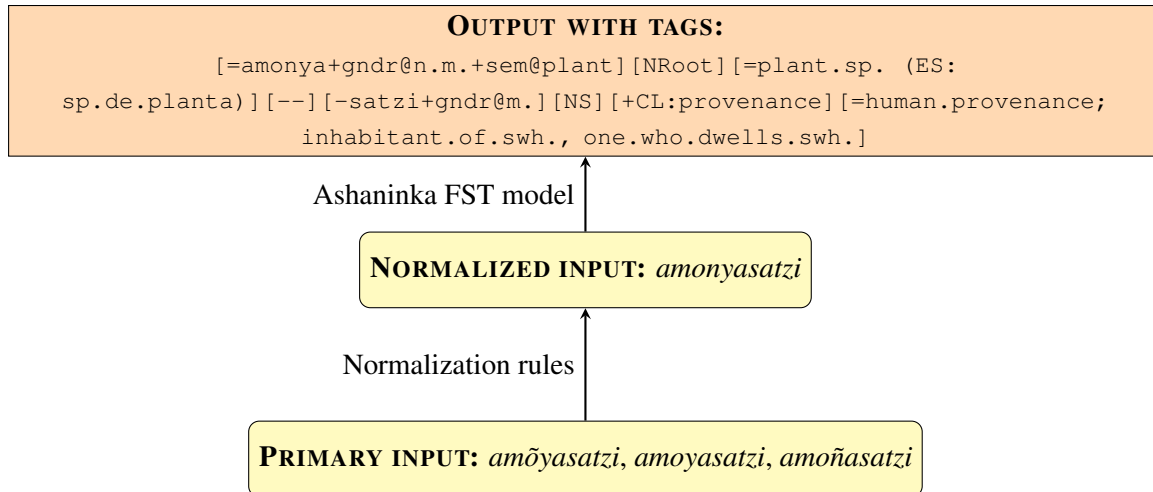 OUTPUT WITH TAGS:
[=amonya+gndr@n.m.+sem@plant][NRoot][=plant.sp. (ES:
sp.de.planta)][--][-satzi+gndr@m.][NS][+CL:provenance][=human.provenance;
inhabitant.of.swh., one.who.dwells.swh.]
Ashaninka FST model
NORMALIZED INPUT: amonyasatzi
Normalization rules
PRIMARY INPUT: amõyasatzi, amoyasatzi, amoñasatzi